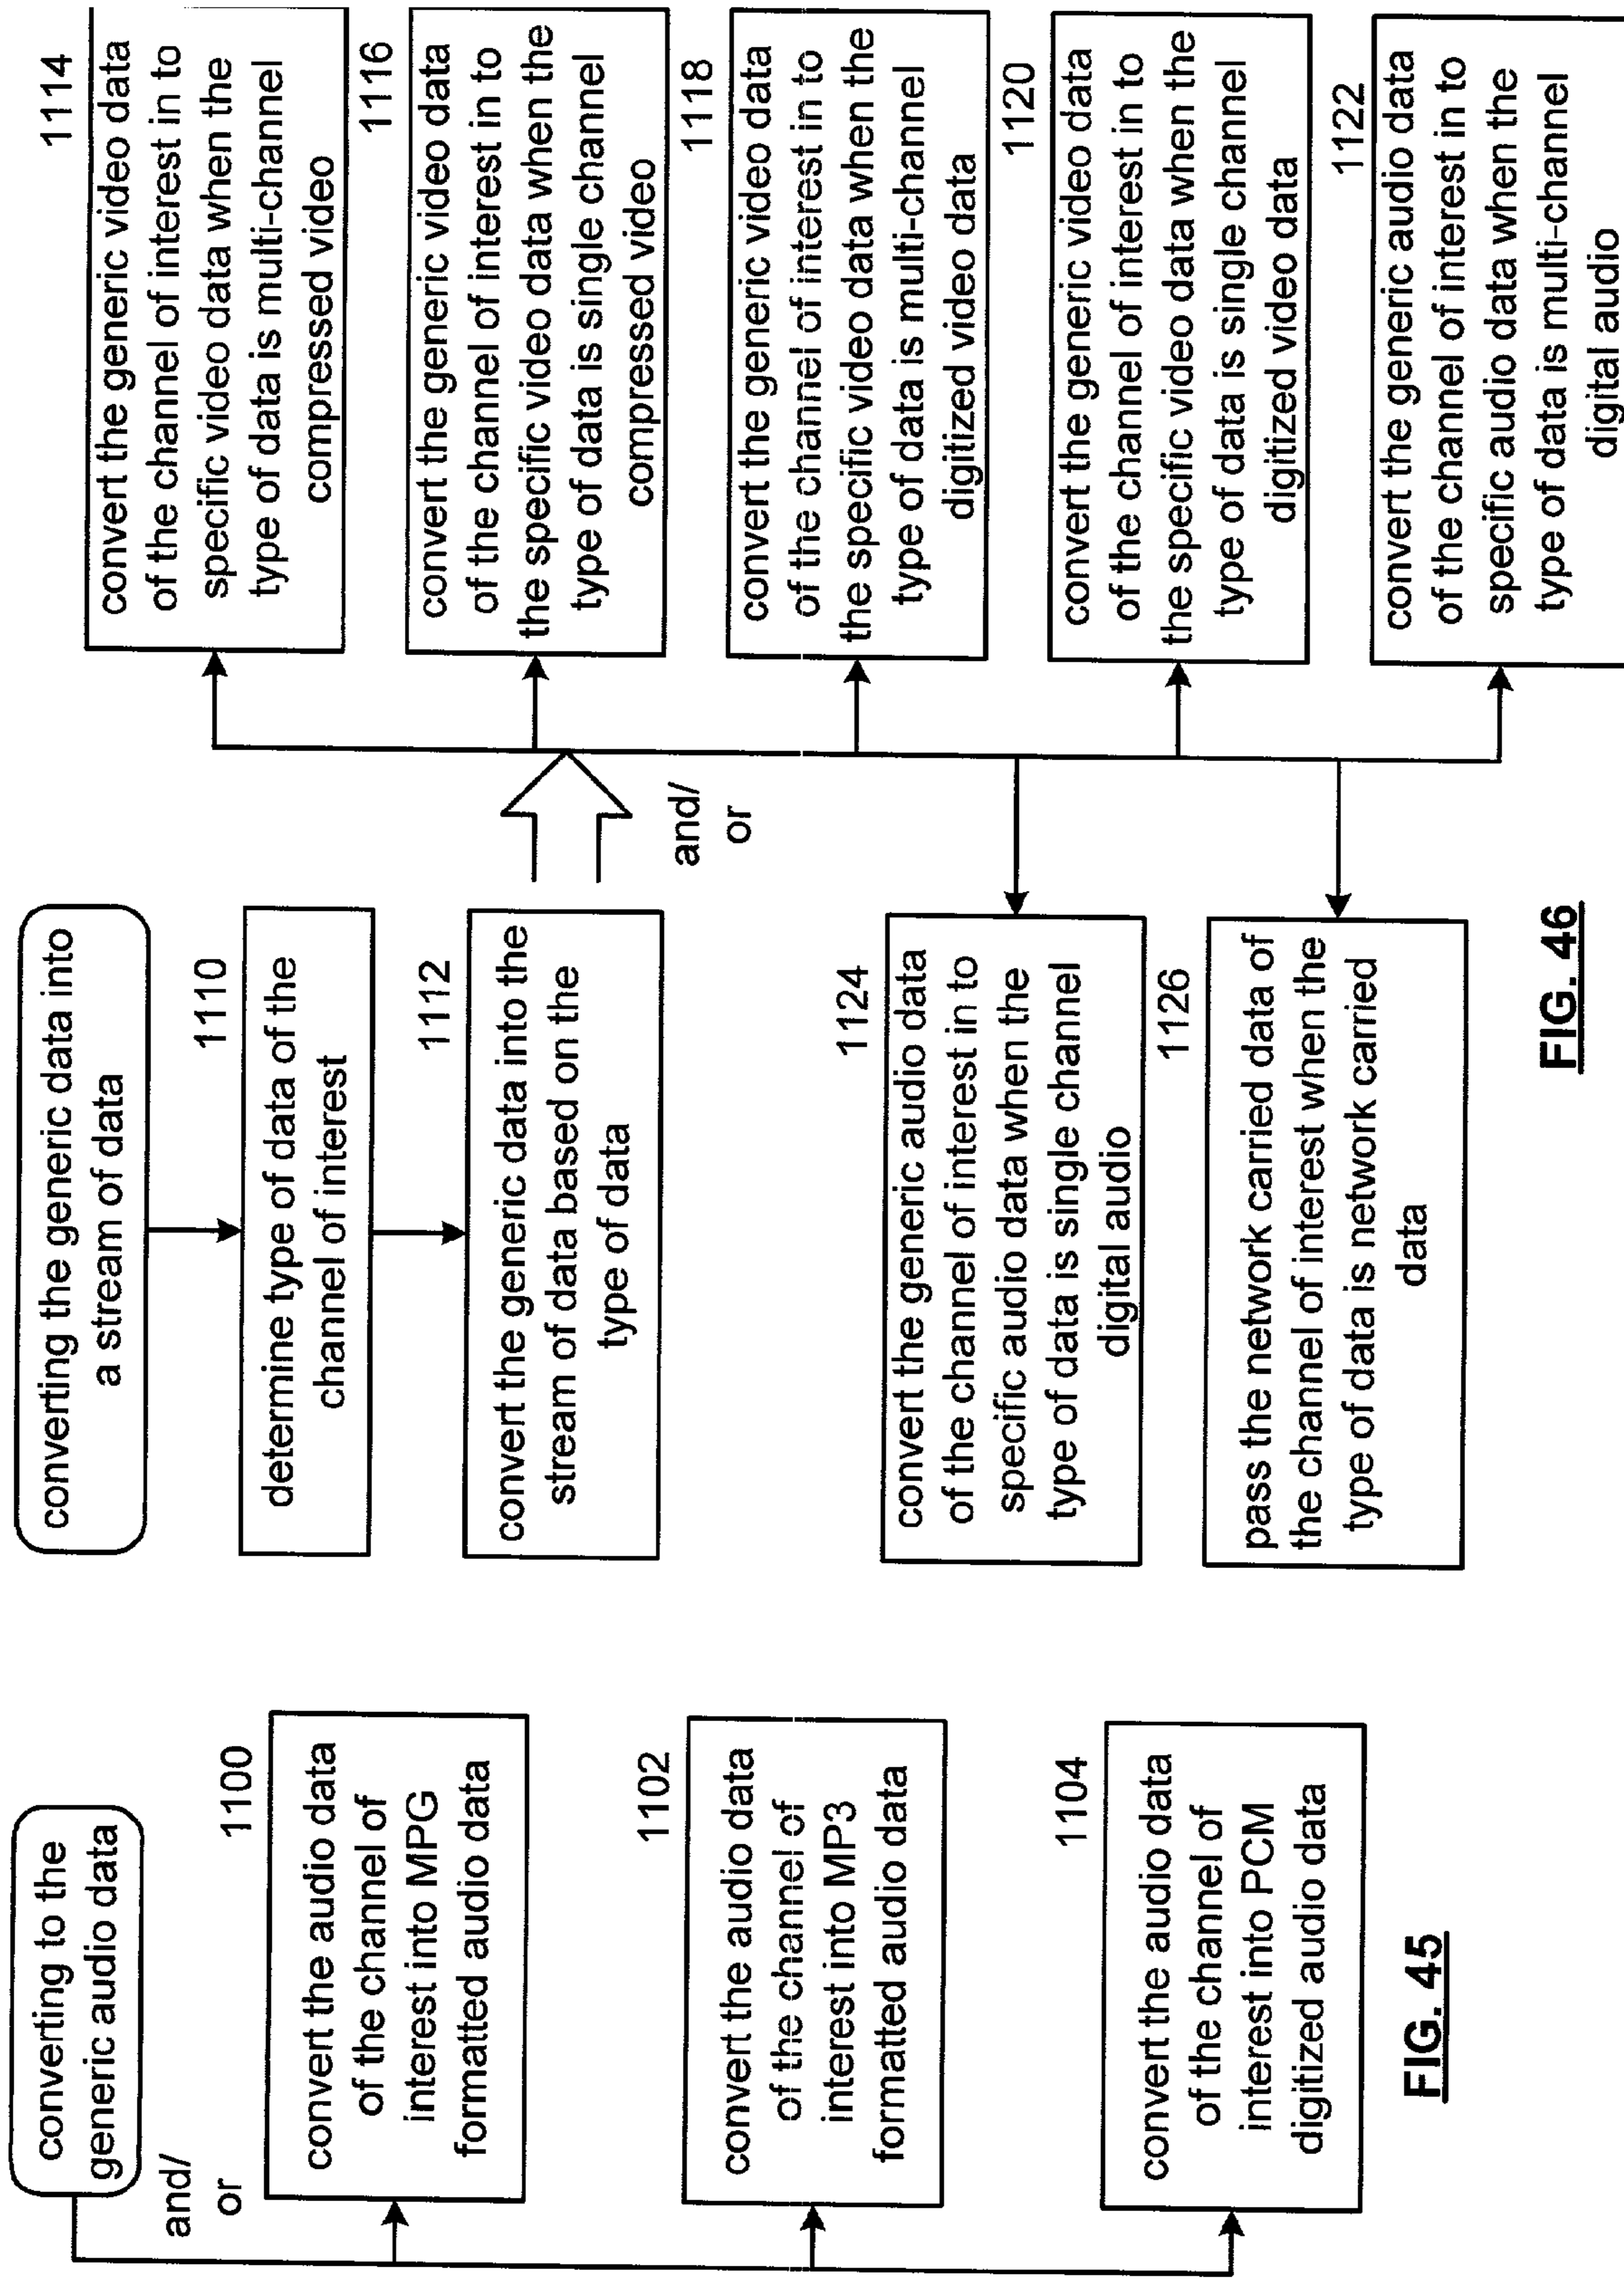 converting to the
generic audio data
and/
or
1100
convert the audio data
of the channel of
interest into MPG
formatted audio data
1102
convert the audio data
of the channel of
interest into MP3
formatted audio data
1104
convert the audio data
of the channel of
interest into PCM
digitized audio data
FIG. 45
converting the generic data into
a stream of data
1110
determine type of data of the
channel of interest
1112
convert the generic data into the
stream of data based on the
type of data
and/
or
1114
convert the generic video data
of the channel of interest in to
specific video data when the
type of data is multi-channel
compressed video
1116
convert the generic video data
of the channel of interest in to
the specific video data when the
type of data is single channel
compressed video
1118
convert the generic video data
of the channel of interest in to
the specific video data when the
type of data is multi-channel
digitized video data
1120
convert the generic video data
of the channel of interest in to
the specific video data when the
type of data is single channel
digitized video data
1122
convert the generic audio data
of the channel of interest in to
specific audio data when the
type of data is multi-channel
digital audio
1124
convert the generic audio data
of the channel of interest in to
specific audio data when the
type of data is single channel
digital audio
1126
pass the network carried data of
the channel of interest when the
type of data is network carried
data
FIG. 46